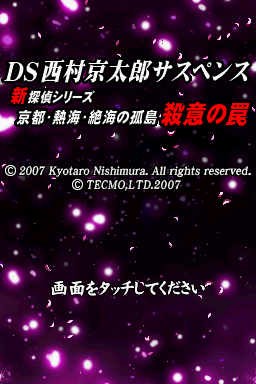 DS西村京太郎サスペンス
新探偵シリーズ
京都・熱海・絶海の孤島 殺意の罠
© 2007 Kyotaro Nishimura. All rights reserved.
© TECMO,LTD.2007
画面をタッチしてください